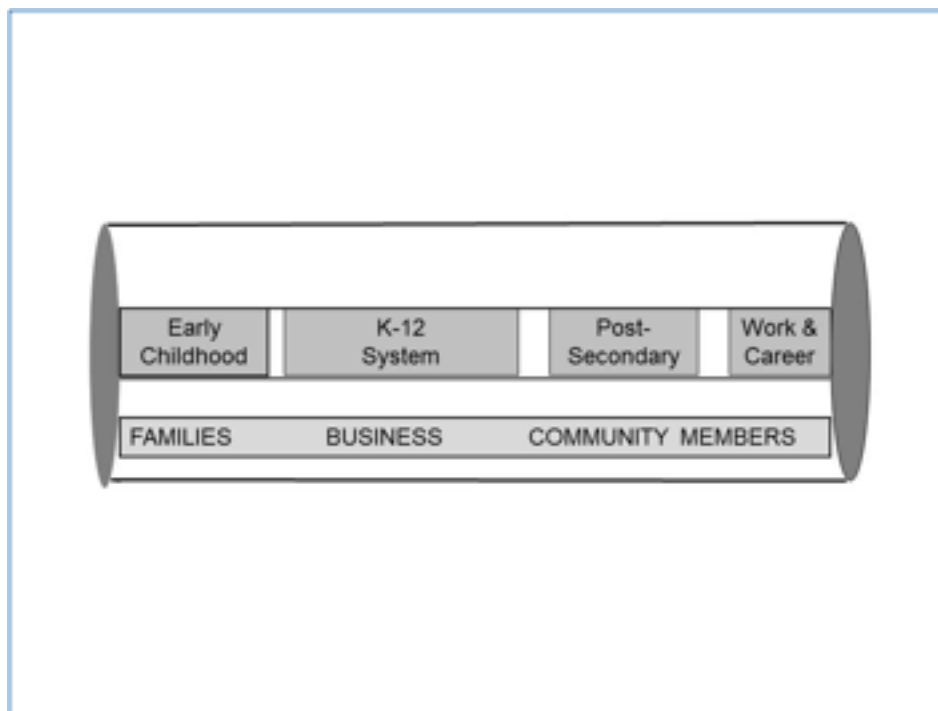 Early
Childhood
K-12
System
Post-
Secondary
Work &
Career
FAMILIES BUSINESS COMMUNITY MEMBERS